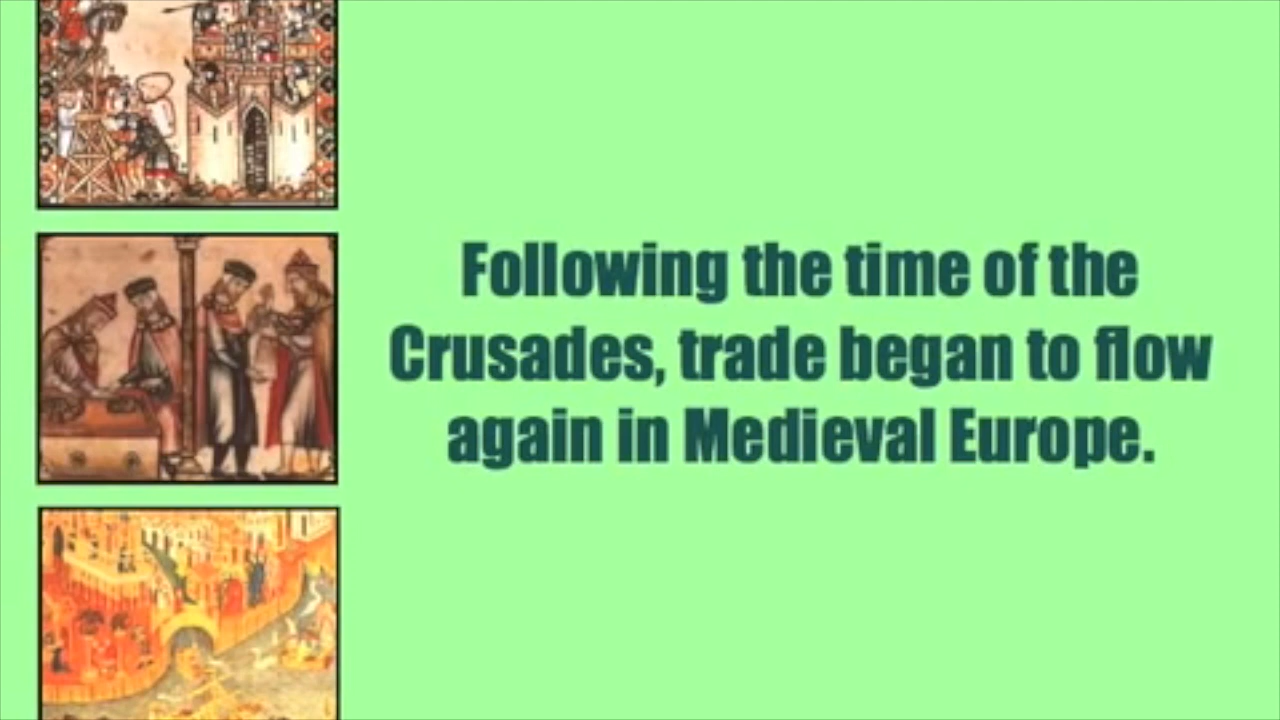 Following the time of the
Crusades, trade began to flow
again in Medieval Europe.